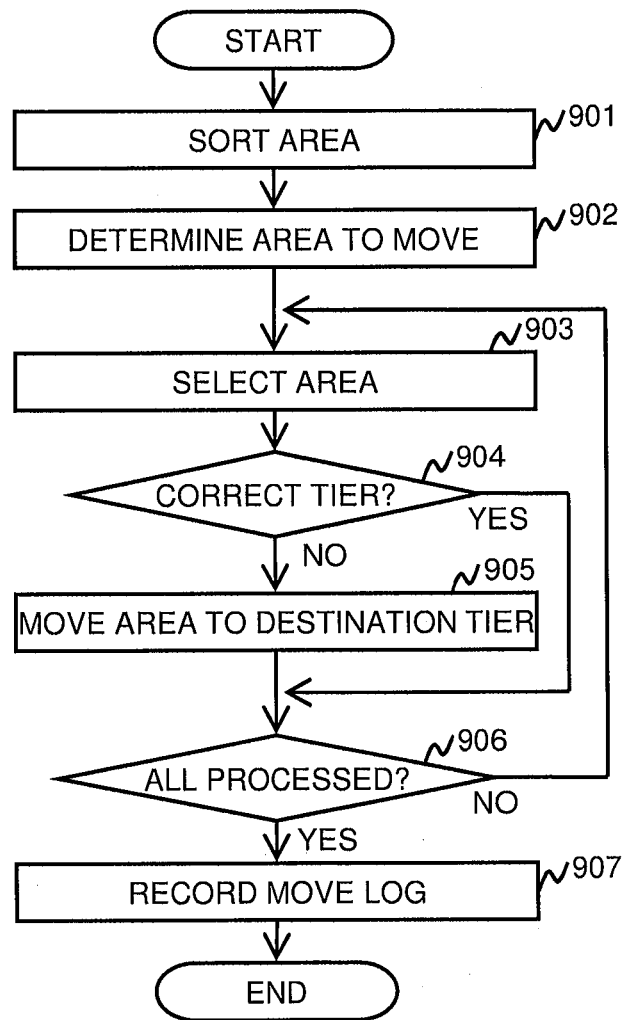 START
901
SORT AREA
902
DETERMINE AREA TO MOVE
903
SELECT AREA
904
CORRECT TIER?
YES
NO
905
MOVE AREA TO DESTINATION TIER
906
ALL PROCESSED?
NO
YES
907
RECORD MOVE LOG
END